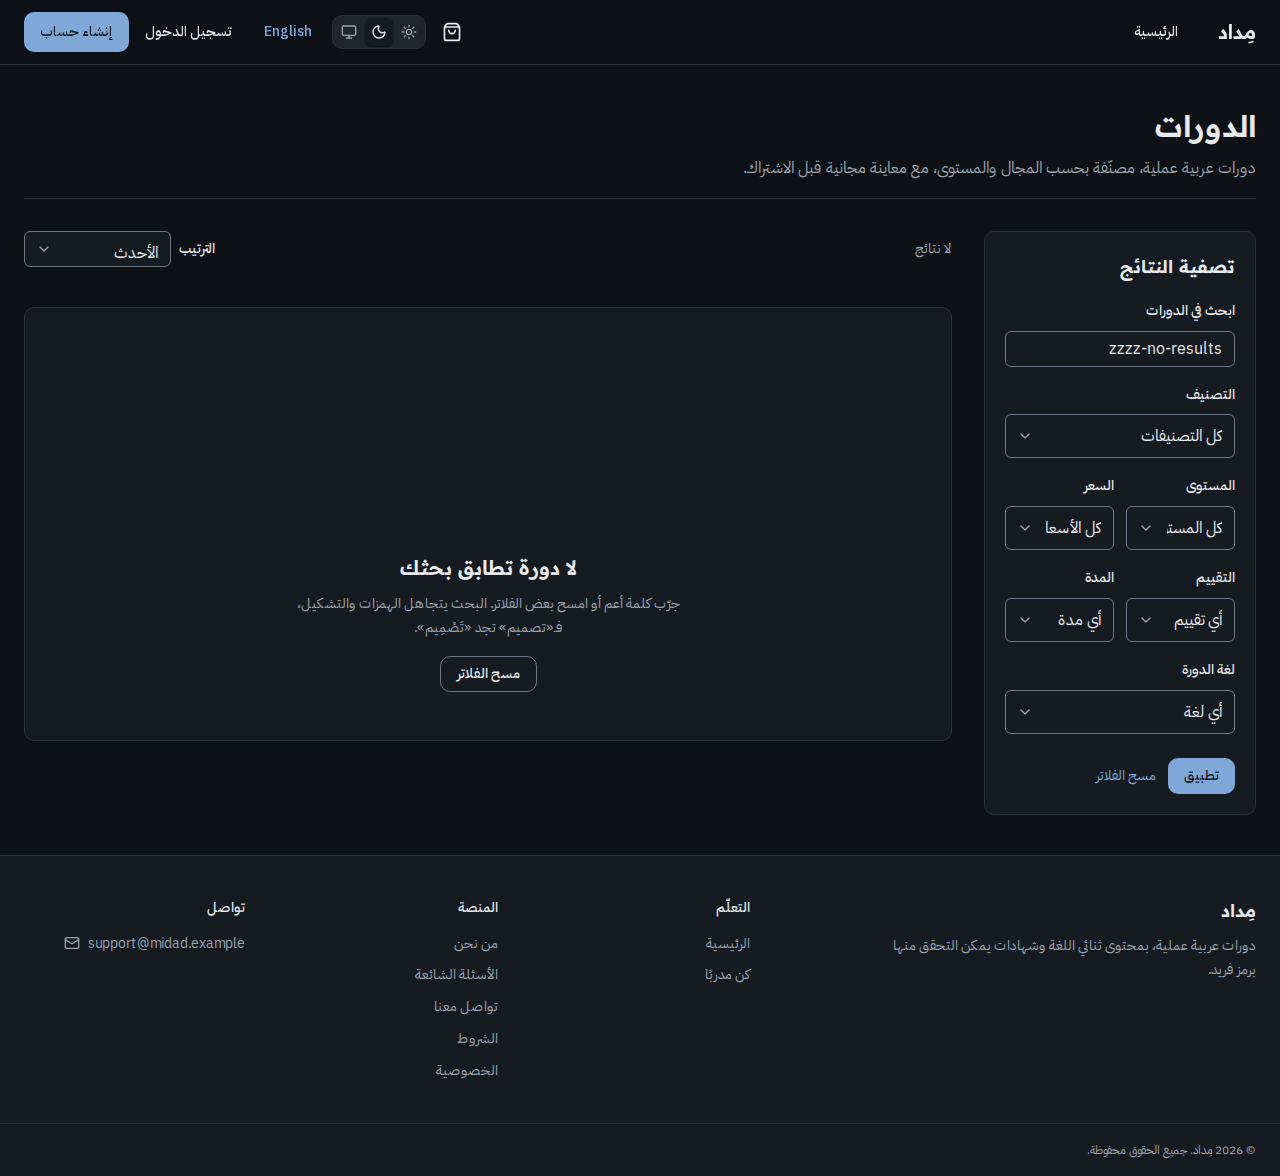 مِداد
الرئيسية
English
تسجيل الدخول
إنشاء حساب
الدورات
دورات عربية عملية، مصنّفة بحسب المجال والمستوى، مع معاينة مجانية قبل الاشتراك.
تصفية النتائج
ابحث في الدورات
zzzz-no-results
التصنيف
كل التصنيفات
المستوى
السعر
كل المستو
كل الأسعا
التقييم
المدة
أي تقييم
أي مدة
لغة الدورة
أي لغة
تطبيق
مسح الفلاتر
لا نتائج
الترتيب
الأحدث
لا دورة تطابق بحثك
جرّب كلمة أعم أو امسح بعض الفلاتر. البحث يتجاهل الهمزات والتشكيل،
فـ«تصميم» تجد «تَصْمِيم».
مسح الفلاتر
مِداد
دورات عربية عملية، بمحتوى ثنائي اللغة وشهادات يمكن التحقق منها
برمز فريد.
التعلّم
الرئيسية
كن مدربًا
المنصة
من نحن
الأسئلة الشائعة
تواصل معنا
الشروط
الخصوصية
تواصل
support@midad.example
© 2026 مِداد. جميع الحقوق محفوظة.